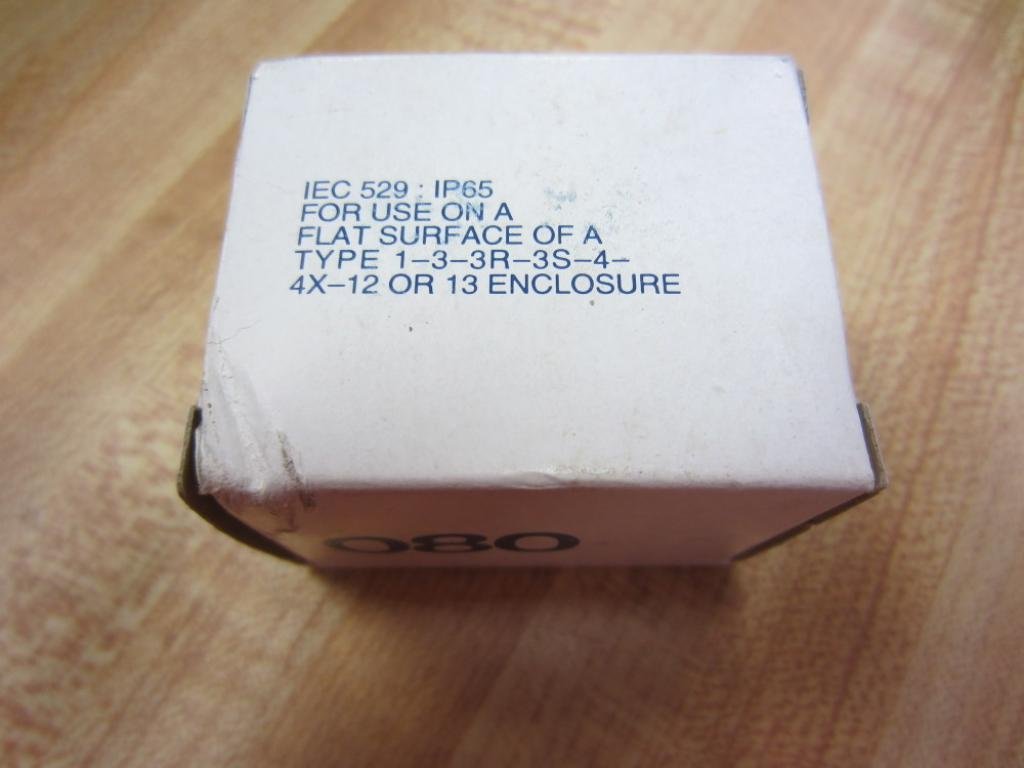 IEC 529 : IP65
FOR USE ON A
FLAT SURFACE OF A
TYPE 1-3-3R-3S-4-
4X-12 OR 13 ENCLOSURE
080